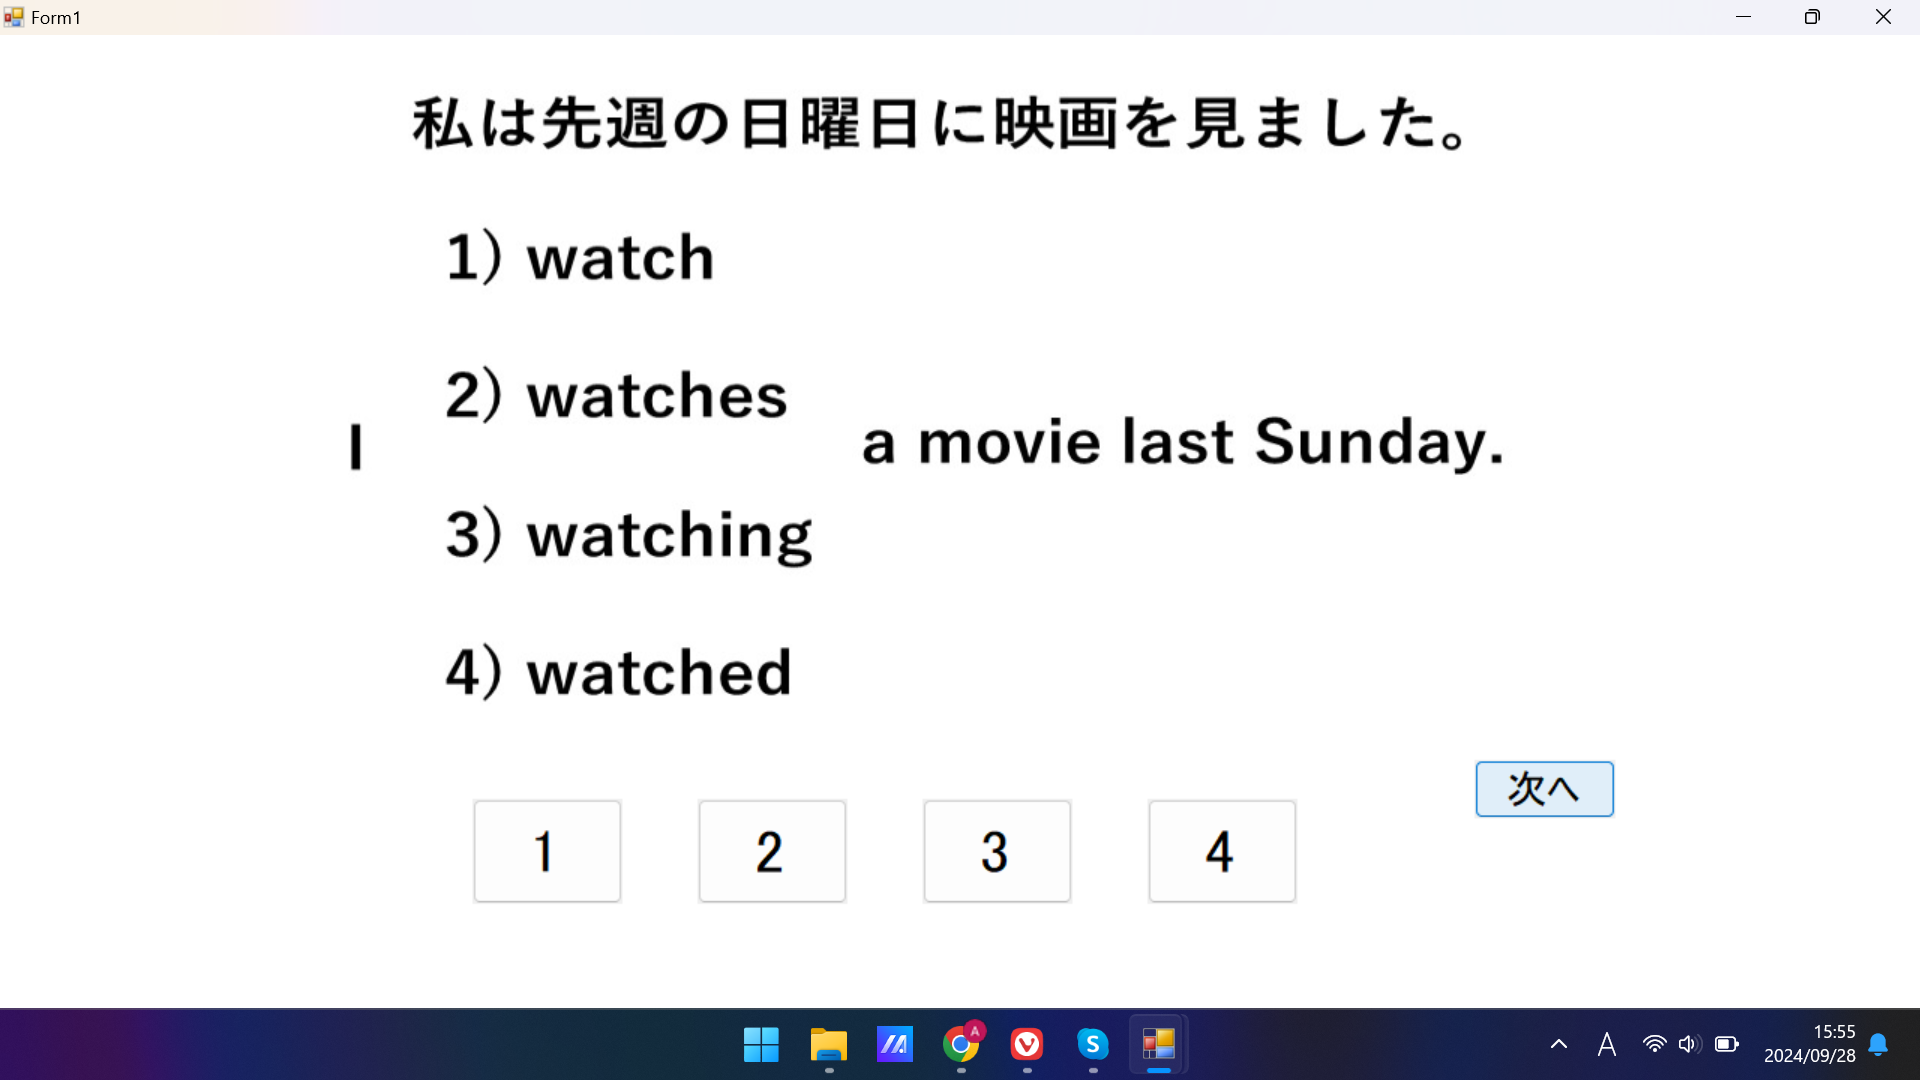 Form1
私は先週の日曜日に映画を見ました。
1) watch
2) watches
I
a movie last Sunday.
3) watching
4) watched
次へ
1
2
3
4
A
S
A
15:55
2024/09/28